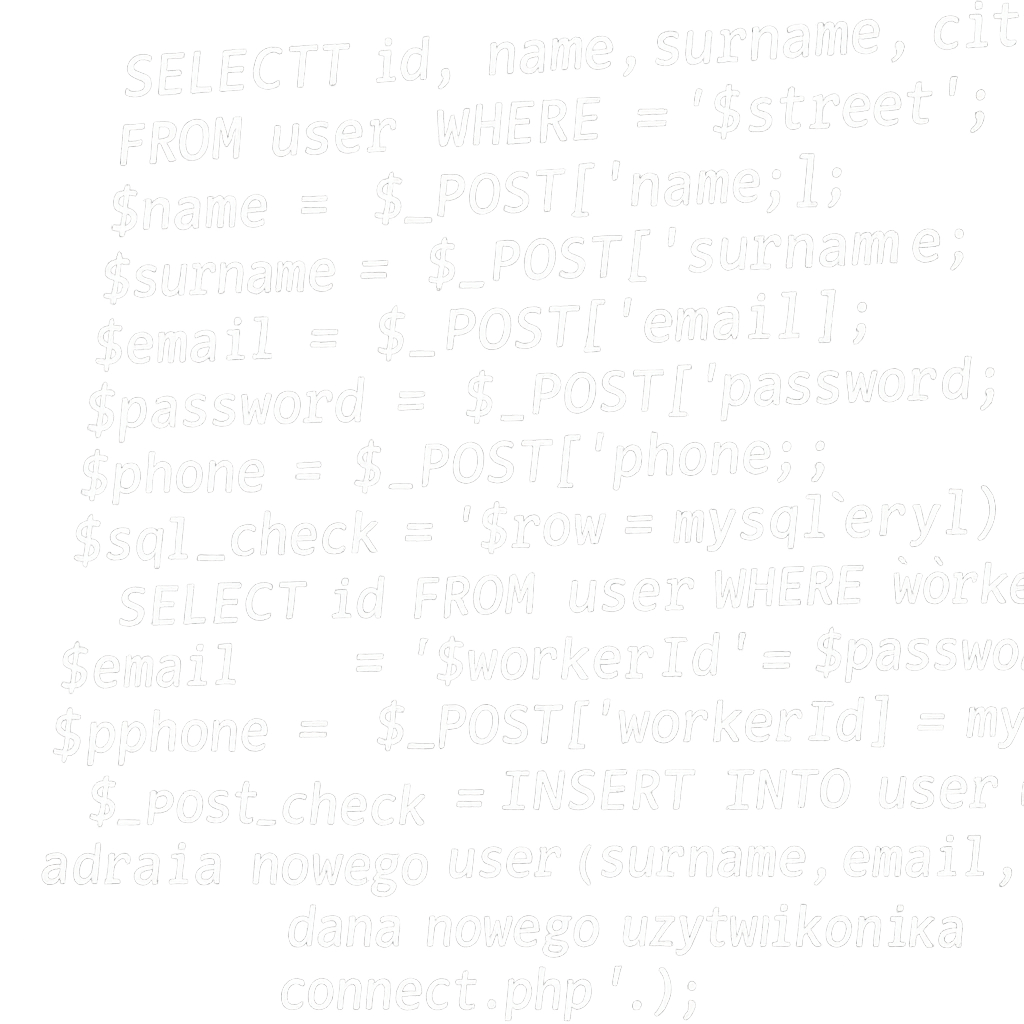 SELECTT id, name, surname, cit
FROM user WHERE = '$street';
$name = $_POST['name;];
$surname = $_POST['surname;
$email = $_POST['email];
$password = $_POST['password;
$phone = $_POST['phone;;
$sql_check = '$row = mysql`eryl)
SELECT id FROM user WHERE ẁòrke
$email = '$workerId'= $passwo
$pphone = $_POST['workerId] = my
$_post_check = INSERT INTO user
adraia nowego user (surname, email,
dana nowego uzytwiikonika
connect.php '.);